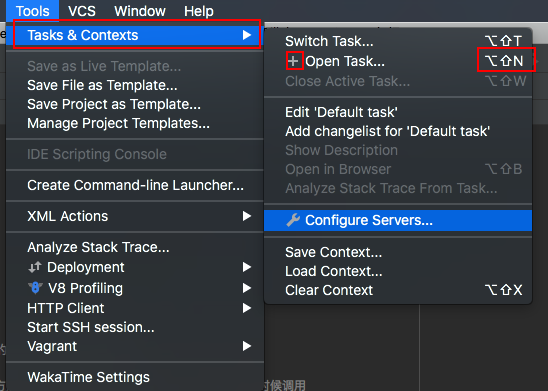 Tools VCS Window Help
Tasks & Contexts
Save as Live Template...
Save File as Template...
Save Project as Template...
Manage Project Templates...
IDE Scripting Console
Create Command-line Launcher...
XML Actions
Analyze Stack Trace...
Deployment
V8 Profiling
HTTP Client
Start SSH session...
Vagrant
WakaTime Settings
Switch Task... ⌥⇧T
Open Task... ⌥⇧N
Close Active Task... ⌥⇧W
Edit 'Default task'
Add changelist for 'Default task'
Show Description
Open in Browser ⌥⇧B
Analyze Stack Trace From Task...
Configure Servers...
Save Context...
Load Context...
Clear Context ⌥⇧X
时候调用